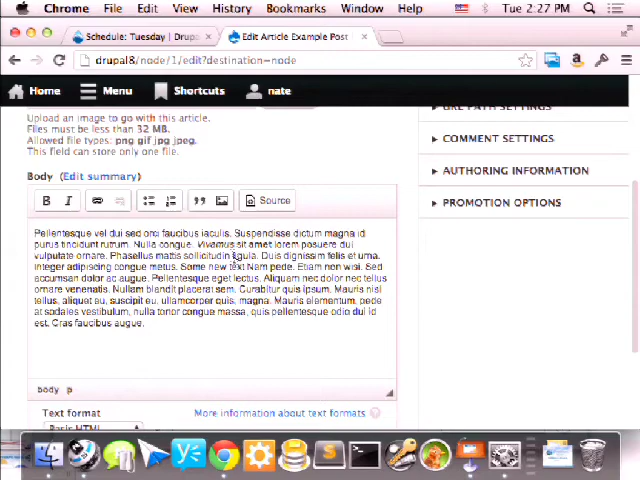 Chrome File Edit View History Bookmarks Window Help Tue 2:27 PM
Schedule: Tuesday | Drupal Edit Article Example Post
drupal8/node/1/edit?destination=node
Home Menu Shortcuts nate
Upload an image to go with this article.
Files must be less than 32 MB.
Allowed file types: png gif jpg jpeg.
This field can store only one file.
URL PATH SETTINGS
COMMENT SETTINGS
AUTHORING INFORMATION
PROMOTION OPTIONS
Body (Edit summary)
B I Source
Pellentesque vel dui sed orci faucibus iaculis. Suspendisse dictum magna id
purus tincidunt rutrum. Nulla congue. Vivamus sit amet lorem posuere dui
vulputate ornare. Phasellus mattis sollicitudin ligula. Duis dignissim felis et urna.
Integer adipiscing congue metus. Some new text Nam pede. Etiam non wisi. Sed
accumsan dolor ac augue. Pellentesque eget lectus. Aliquam nec dolor nec tellus
ornare venenatis. Nullam blandit placerat sem. Curabitur quis ipsum. Mauris nisl
tellus, aliquet eu, suscipit eu, ullamcorper quis, magna. Mauris elementum, pede
at sodales vestibulum, nulla tortor congue massa, quis pellentesque odio dui id
est. Cras faucibus augue.
body p
Text format More information about text formats ?
Basic HTML